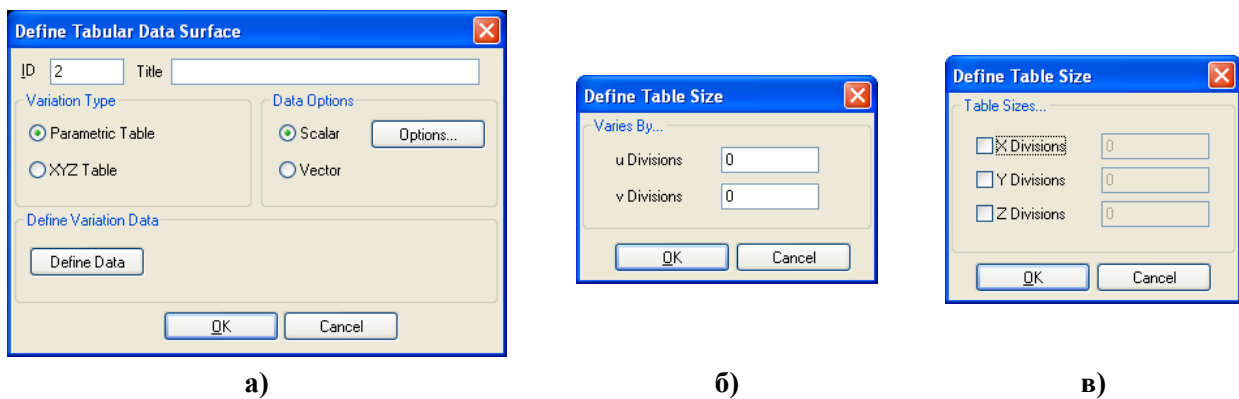 Define Tabular Data Surface
ID 2 Title
Variation Type Data Options
Parametric Table Scalar Options...
XYZ Table Vector
Define Variation Data
Define Data
OK Cancel
а)
Define Table Size
Varies By...
u Divisions 0
v Divisions 0
OK Cancel
б)
Define Table Size
Table Sizes...
X Divisions 0
Y Divisions 0
Z Divisions 0
OK Cancel
в)